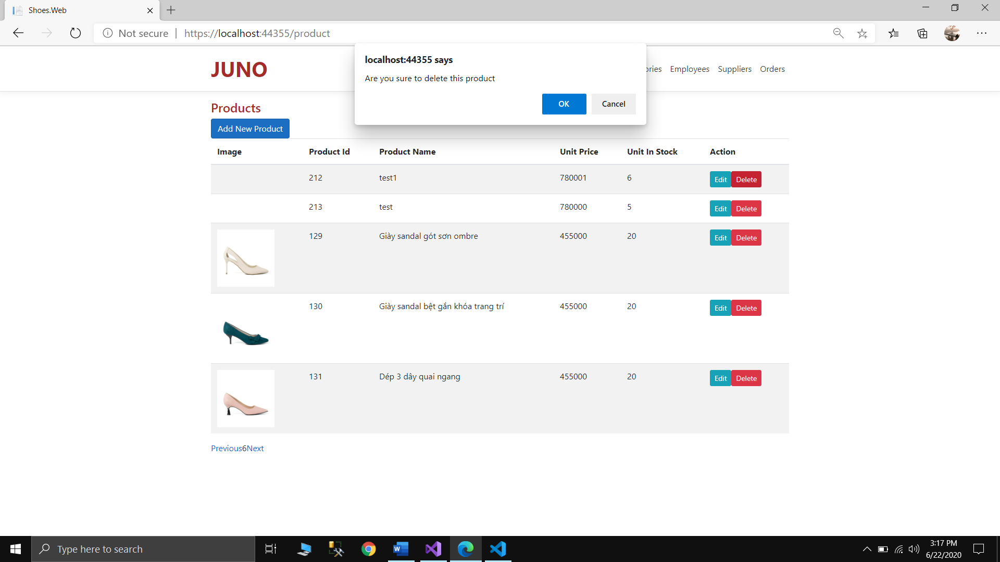 Shoes.Web
Not secure | https://localhost:44355/product
localhost:44355 says
Are you sure to delete this product
OK Cancel
JUNO
ories Employees Suppliers Orders
Products
Add New Product
Image Product Id Product Name Unit Price Unit In Stock Action
212 test1 780001 6 Edit Delete
213 test 780000 5 Edit Delete
129 Giày sandal gót sơn ombre 455000 20 Edit Delete
130 Giày sandal bệt gắn khóa trang trí 455000 20 Edit Delete
131 Dép 3 dây quai ngang 455000 20 Edit Delete
Previous6Next
Type here to search
3:17 PM
6/22/2020